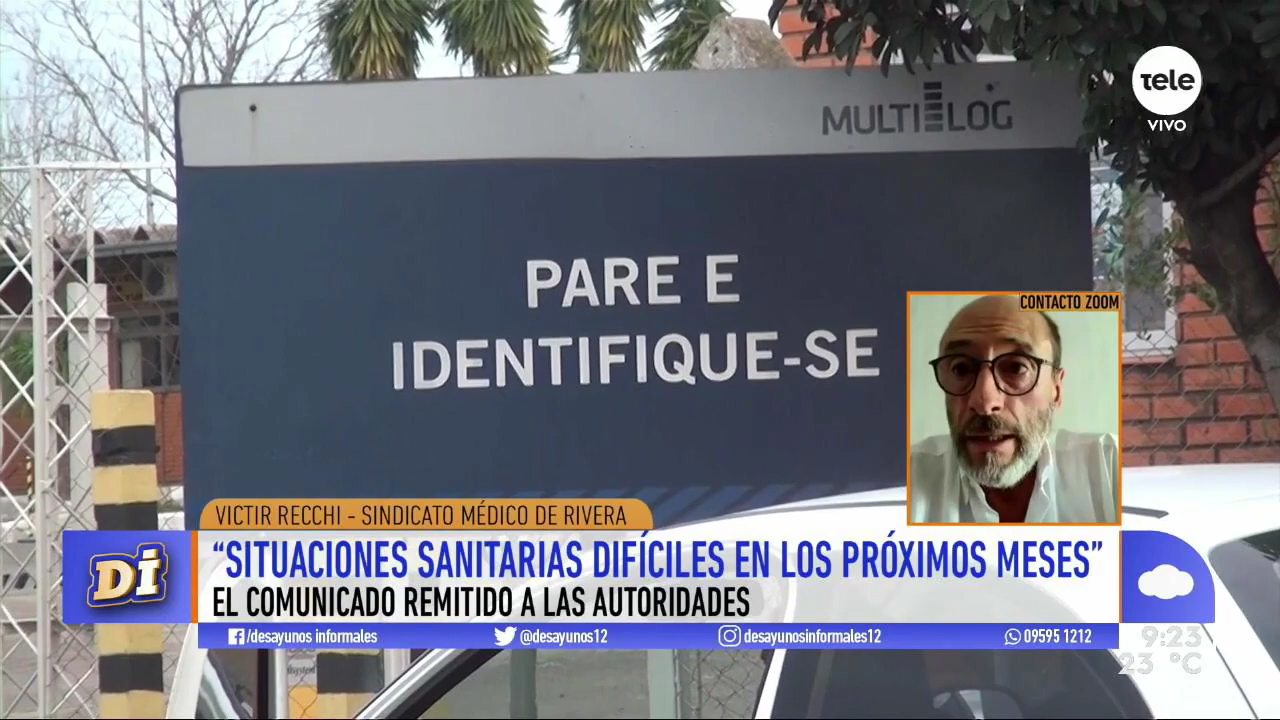 tele
VIVO
MULTILOG
PARE E
IDENTIFIQUE-SE
CONTACTO ZOOM
VICTIR RECCHI - SINDICATO MÉDICO DE RIVERA
Di
“SITUACIONES SANITARIAS DIFÍCILES EN LOS PRÓXIMOS MESES”
EL COMUNICADO REMITIDO A LAS AUTORIDADES
/desayunos informales
@desayunos12
desayunosinformales12
09595 1212
9:23
23 °C